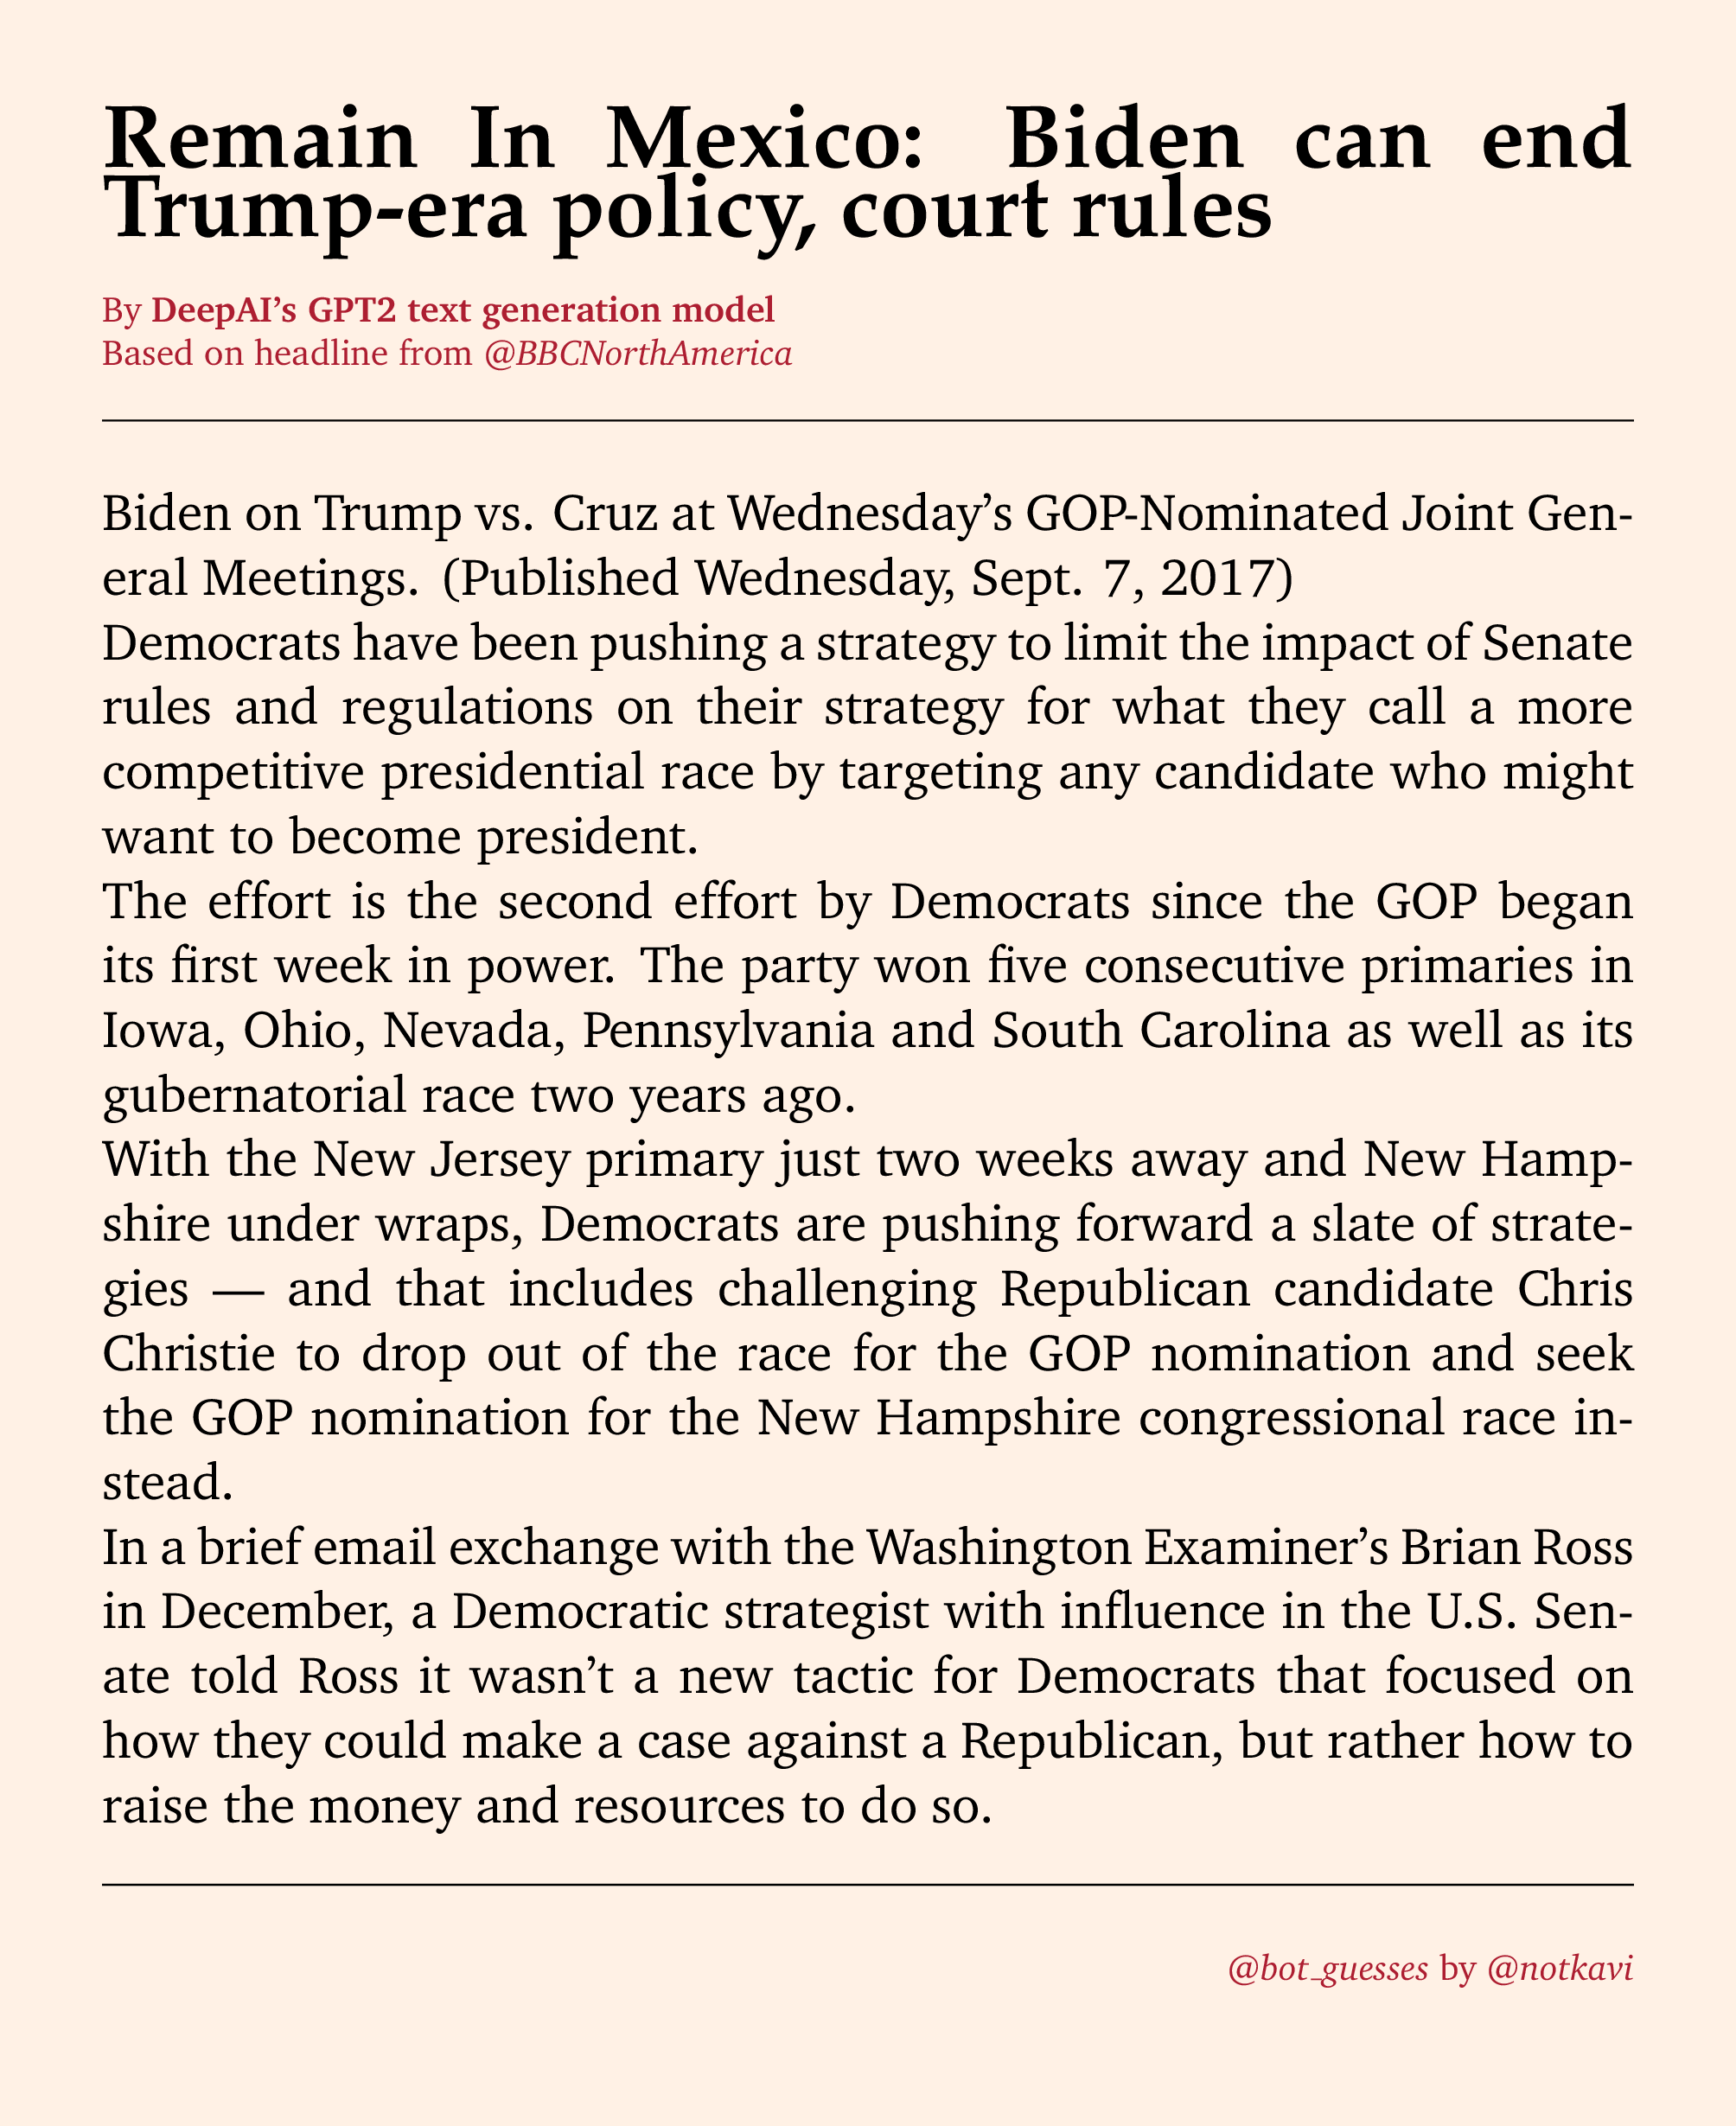 Remain In Mexico: Biden can end
Trump-era policy, court rules
By DeepAI’s GPT2 text generation model
Based on headline from @BBCNorthAmerica
Biden on Trump vs. Cruz at Wednesday’s GOP-Nominated Joint Gen-
eral Meetings. (Published Wednesday, Sept. 7, 2017)
Democrats have been pushing a strategy to limit the impact of Senate
rules and regulations on their strategy for what they call a more
competitive presidential race by targeting any candidate who might
want to become president.
The effort is the second effort by Democrats since the GOP began
its first week in power. The party won five consecutive primaries in
Iowa, Ohio, Nevada, Pennsylvania and South Carolina as well as its
gubernatorial race two years ago.
With the New Jersey primary just two weeks away and New Hamp-
shire under wraps, Democrats are pushing forward a slate of strate-
gies — and that includes challenging Republican candidate Chris
Christie to drop out of the race for the GOP nomination and seek
the GOP nomination for the New Hampshire congressional race in-
stead.
In a brief email exchange with the Washington Examiner’s Brian Ross
in December, a Democratic strategist with influence in the U.S. Sen-
ate told Ross it wasn’t a new tactic for Democrats that focused on
how they could make a case against a Republican, but rather how to
raise the money and resources to do so.
@bot_guesses by @notkavi